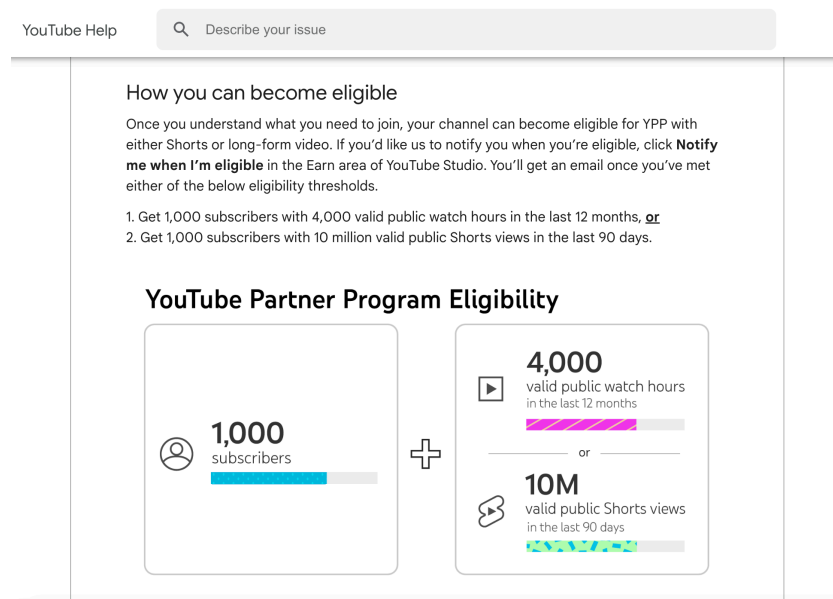 YouTube Help
Describe your issue
How you can become eligible
Once you understand what you need to join, your channel can become eligible for YPP with
either Shorts or long-form video. If you’d like us to notify you when you’re eligible, click Notify
me when I’m eligible in the Earn area of YouTube Studio. You’ll get an email once you’ve met
either of the below eligibility thresholds.
1. Get 1,000 subscribers with 4,000 valid public watch hours in the last 12 months, or
2. Get 1,000 subscribers with 10 million valid public Shorts views in the last 90 days.
YouTube Partner Program Eligibility
1,000
subscribers
4,000
valid public watch hours
in the last 12 months
or
10M
valid public Shorts views
in the last 90 days